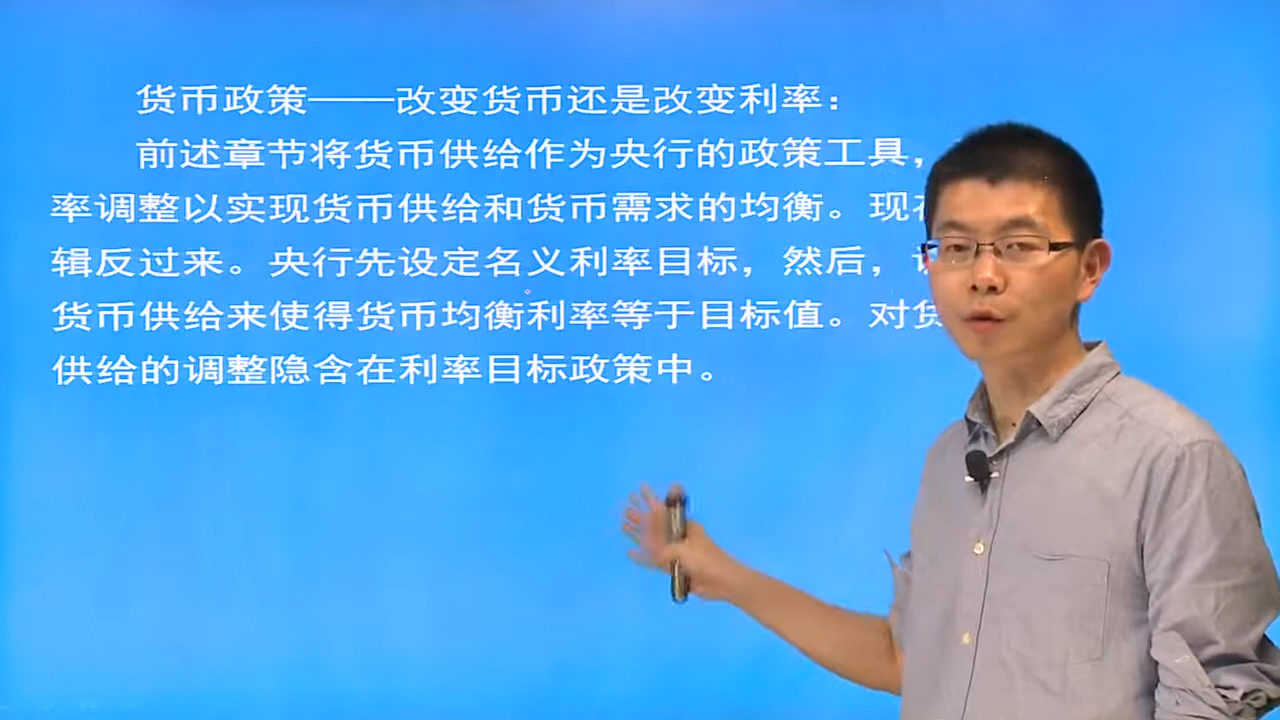 货币政策——改变货币还是改变利率：
前述章节将货币供给作为央行的政策工具，
率调整以实现货币供给和货币需求的均衡。现
辑反过来。央行先设定名义利率目标，然后，
货币供给来使得货币均衡利率等于目标值。对
供给的调整隐含在利率目标政策中。